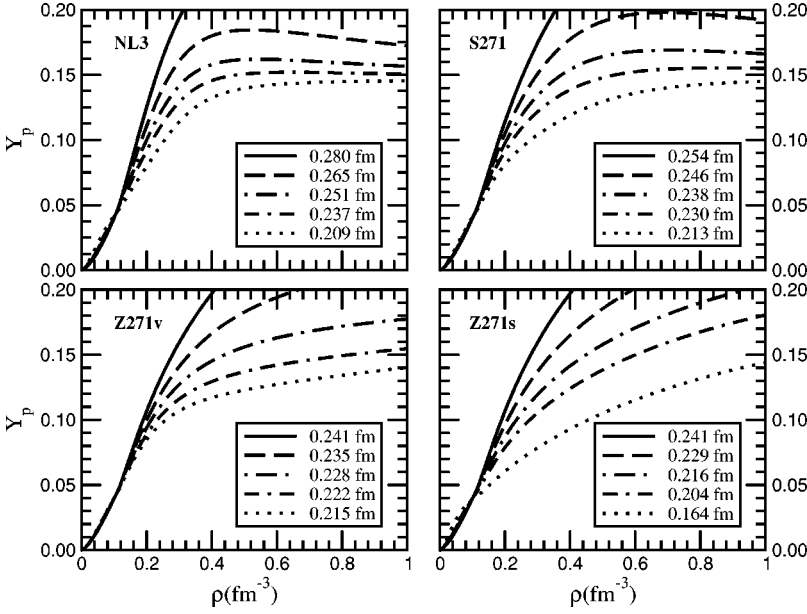 NL3
0.20
0.15
0.10
0.05
0.00
Yp
0.280 fm
0.265 fm
0.251 fm
0.237 fm
0.209 fm
S271
0.20
0.15
0.10
0.05
0.00
0.254 fm
0.246 fm
0.238 fm
0.230 fm
0.213 fm
Z271v
0.20
0.15
0.10
0.05
0.00
Yp
0.241 fm
0.235 fm
0.228 fm
0.222 fm
0.215 fm
0 0.2 0.4 0.6 0.8 1
ρ(fm⁻³)
Z271s
0.20
0.15
0.10
0.05
0.00
0.241 fm
0.229 fm
0.216 fm
0.204 fm
0.164 fm
0 0.2 0.4 0.6 0.8 1
ρ(fm⁻³)